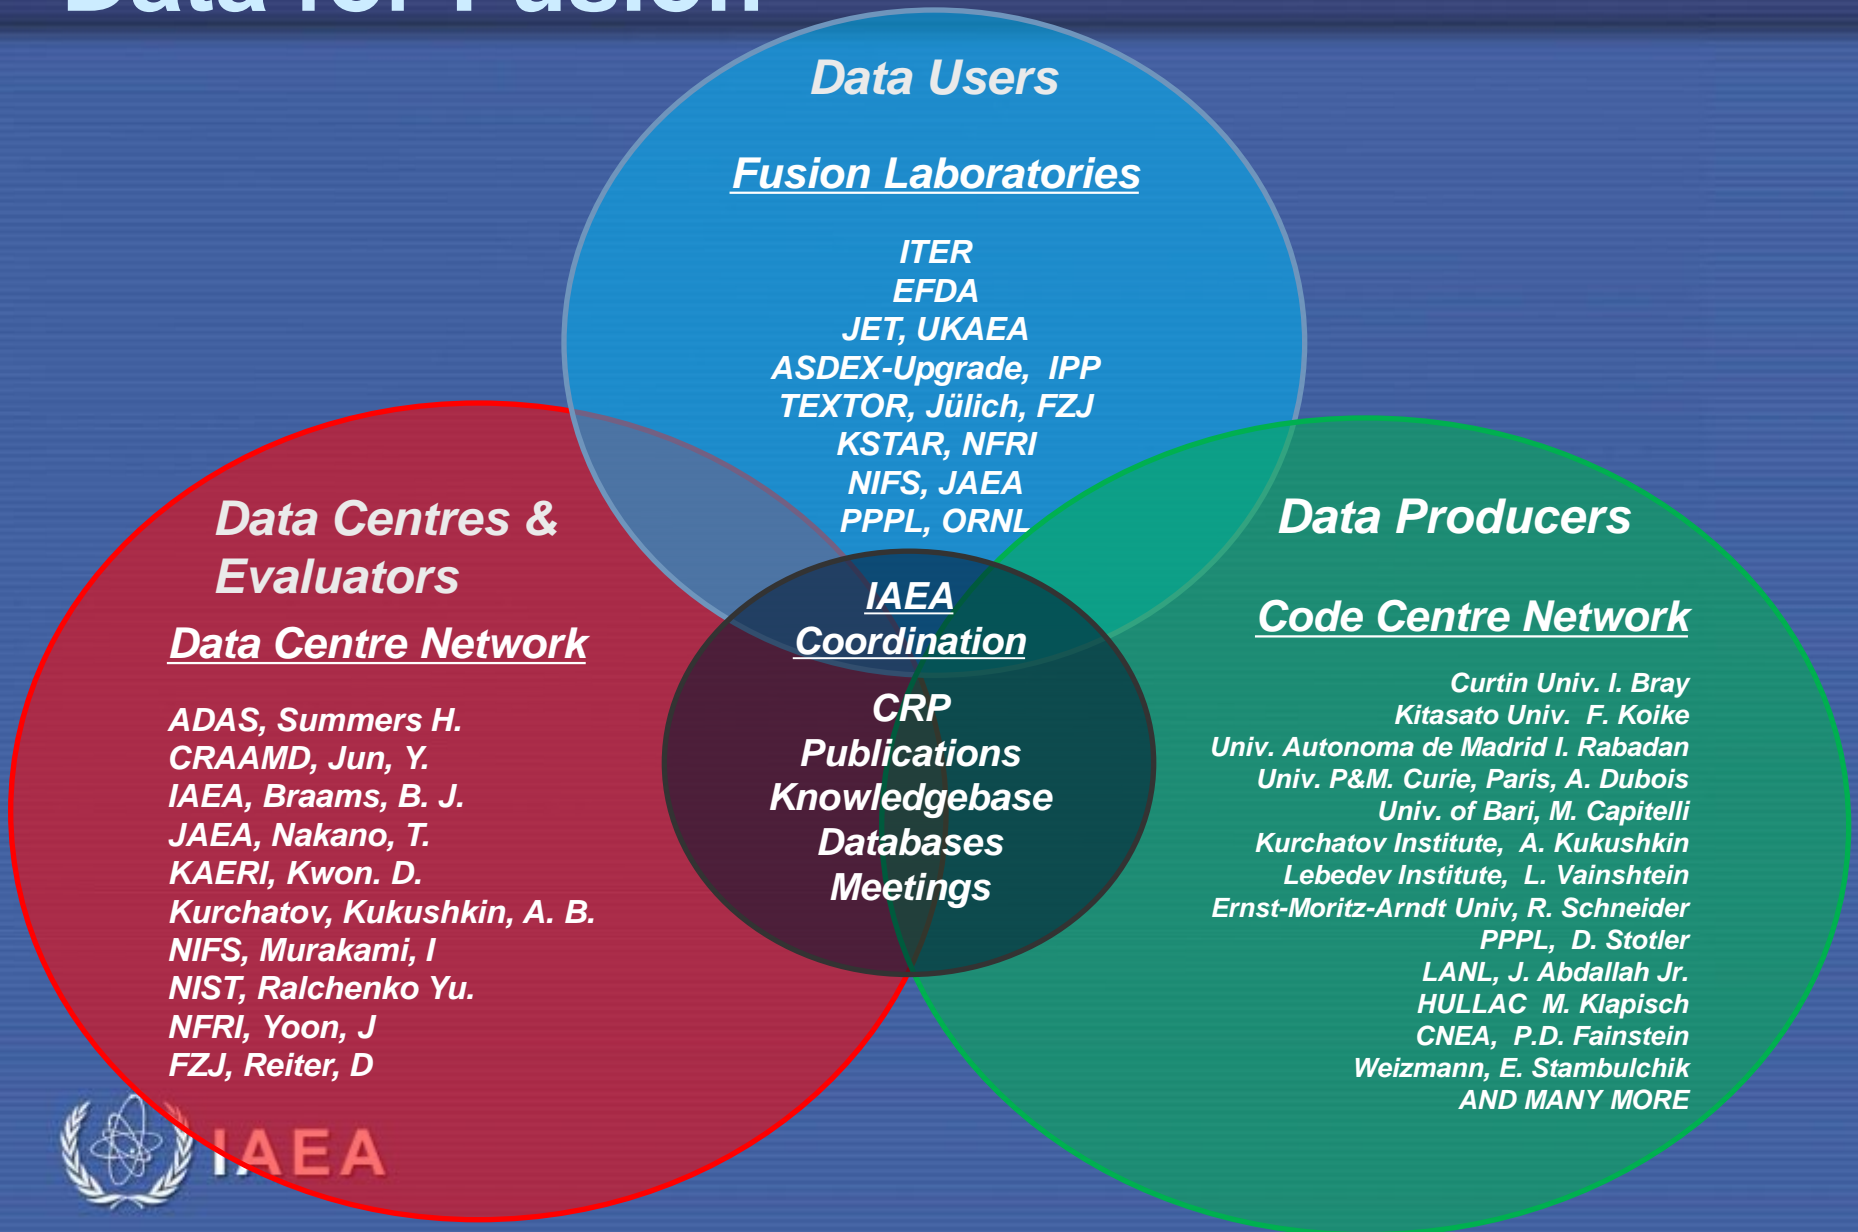 Data for Fusion
Data Users
Fusion Laboratories
ITER
EFDA
JET, UKAEA
ASDEX-Upgrade, IPP
TEXTOR, Jülich, FZJ
KSTAR, NFRI
NIFS, JAEA
PPPL, ORNL
Data Centres &
Evaluators
Data Centre Network
ADAS, Summers H.
CRAAMD, Jun, Y.
IAEA, Braams, B. J.
JAEA, Nakano, T.
KAERI, Kwon. D.
Kurchatov, Kukushkin, A. B.
NIFS, Murakami, I
NIST, Ralchenko Yu.
NFRI, Yoon, J
FZJ, Reiter, D
IAEA
Coordination
CRP
Publications
Knowledgebase
Databases
Meetings
Data Producers
Code Centre Network
Curtin Univ. I. Bray
Kitasato Univ. F. Koike
Univ. Autonoma de Madrid I. Rabadan
Univ. P&M. Curie, Paris, A. Dubois
Univ. of Bari, M. Capitelli
Kurchatov Institute, A. Kukushkin
Lebedev Institute, L. Vainshtein
Ernst-Moritz-Arndt Univ, R. Schneider
PPPL, D. Stotler
LANL, J. Abdallah Jr.
HULLAC M. Klapisch
CNEA, P.D. Fainstein
Weizmann, E. Stambulchik
AND MANY MORE
IAEA